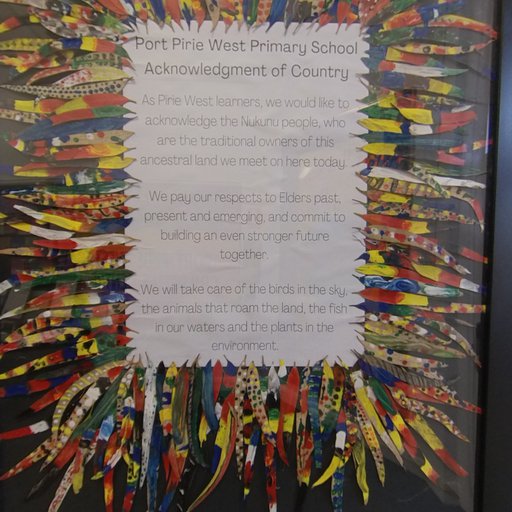 Port Pirie West Primary School
Acknowledgment of Country
As Pirie West learners, we would like to
acknowledge the Nukunu people, who
are the traditional owners of this
ancestral land we meet on here today.
We pay our respects to Elders past,
present and emerging, and commit to
building an even stronger future
together.
We will take care of the birds in the sky,
the animals that roam the land, the fish
in our waters and the plants in the
environment.